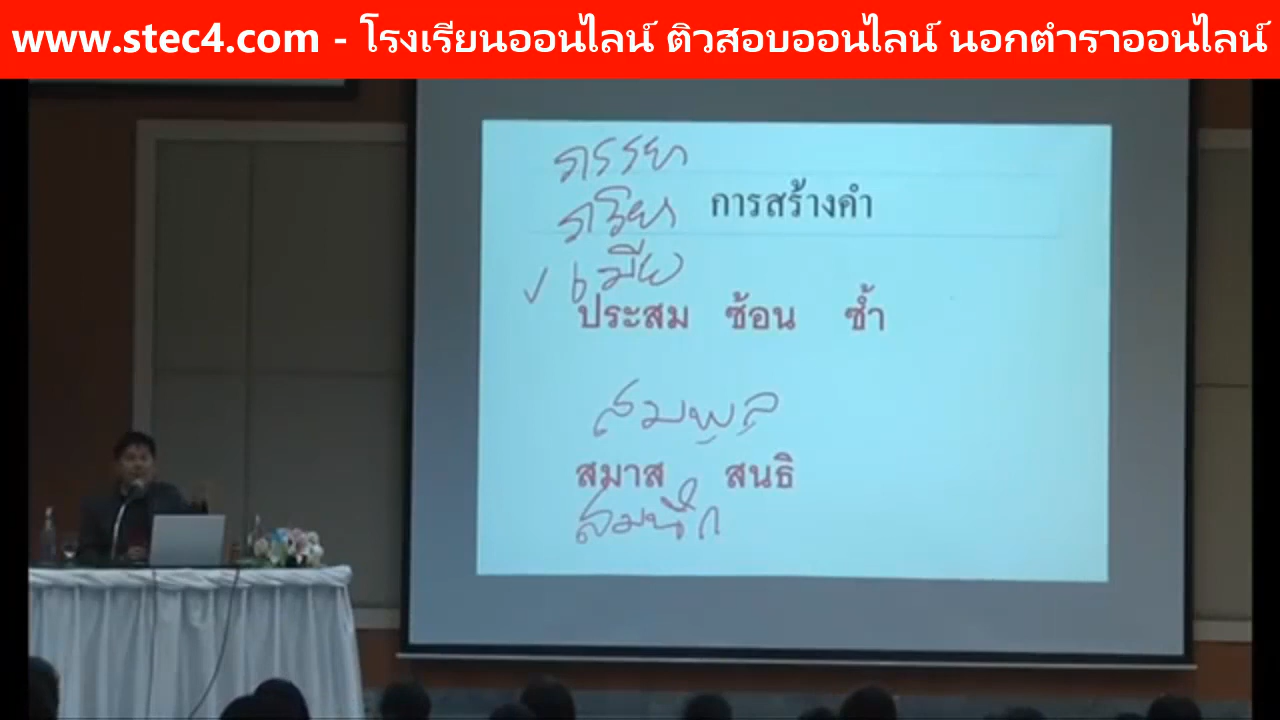 www.stec4.com - โรงเรียนออนไลน์ ติวสอบออนไลน์ นอกตำราออนไลน์
ภรรยา
ภริยา การสร้างคำ
เมีย
ประสม ซ้อน ซ้ำ
สมพล
สมาส สนธิ
สมนึก